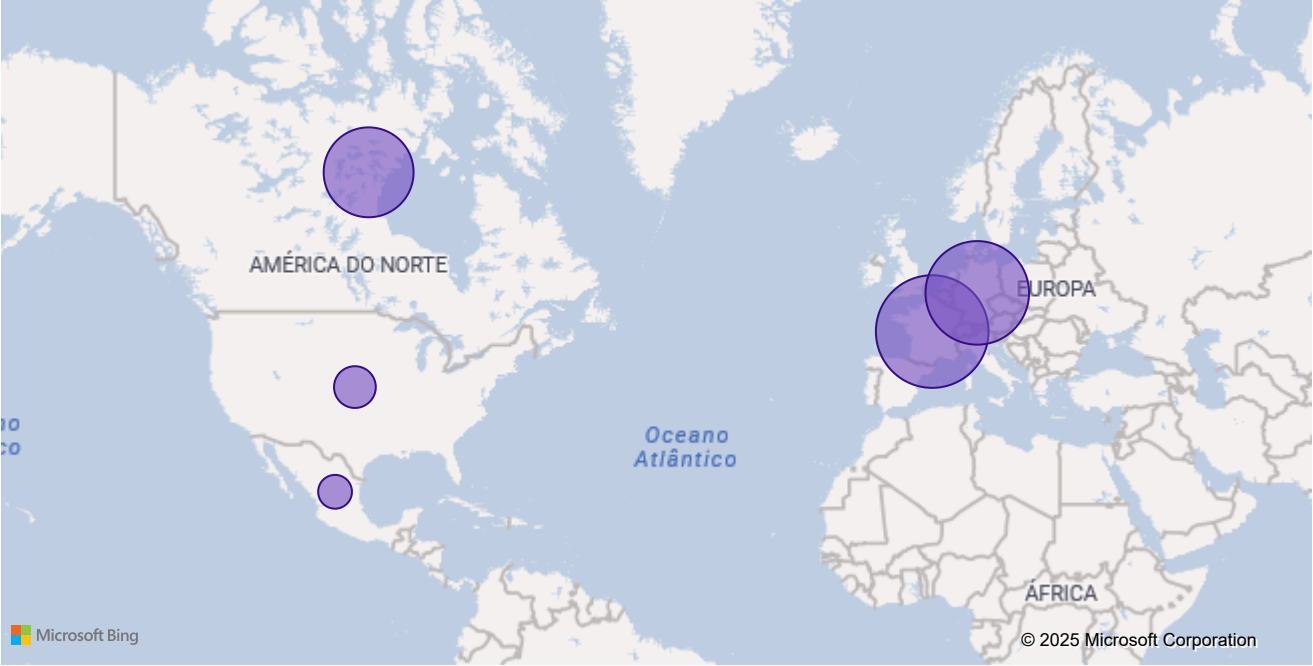 AMÉRICA DO NORTE
EUROPA
Oceano
Atlântico
ÁFRICA
Microsoft Bing
© 2025 Microsoft Corporation